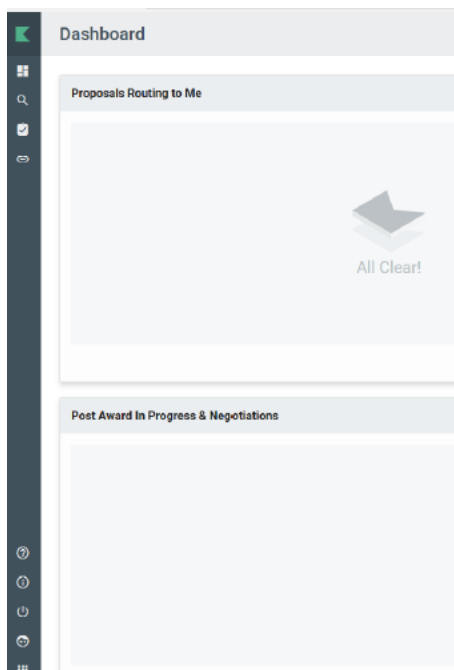 Dashboard
Proposals Routing to Me
All Clear!
Post Award In Progress & Negotiations